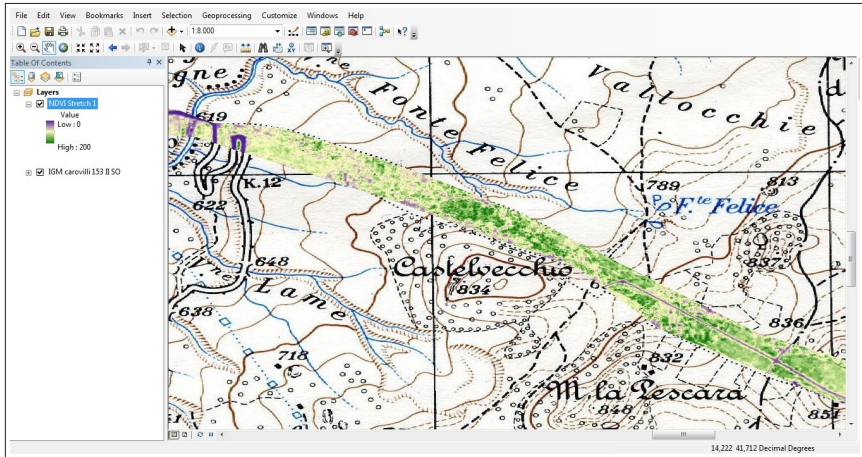 File Edit View Bookmarks Insert Selection Geoprocessing Customize Windows Help
1:8.000
Table Of Contents
Layers
NDVI Stretch 1
Value
Low : 0
High : 200
IGM carovilli 153 II SO
gne
619
Fonte Felice
Vallocchie
d
K.12
622
789
813
F.te Felice
837
648
Castelvecchio
834
Lame
638
836
718
832
M. la Pescara
848
851
14,222 41,712 Decimal Degrees